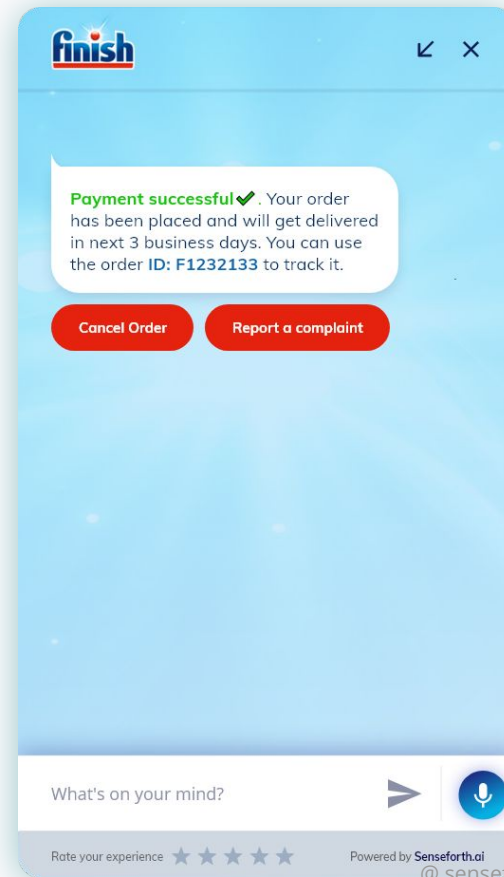 finish
Payment successful✔. Your order
has been placed and will get delivered
in next 3 business days. You can use
the order ID: F1232133 to track it.
Cancel Order Report a complaint
What's on your mind?
Rate your experience Powered by Senseforth.ai